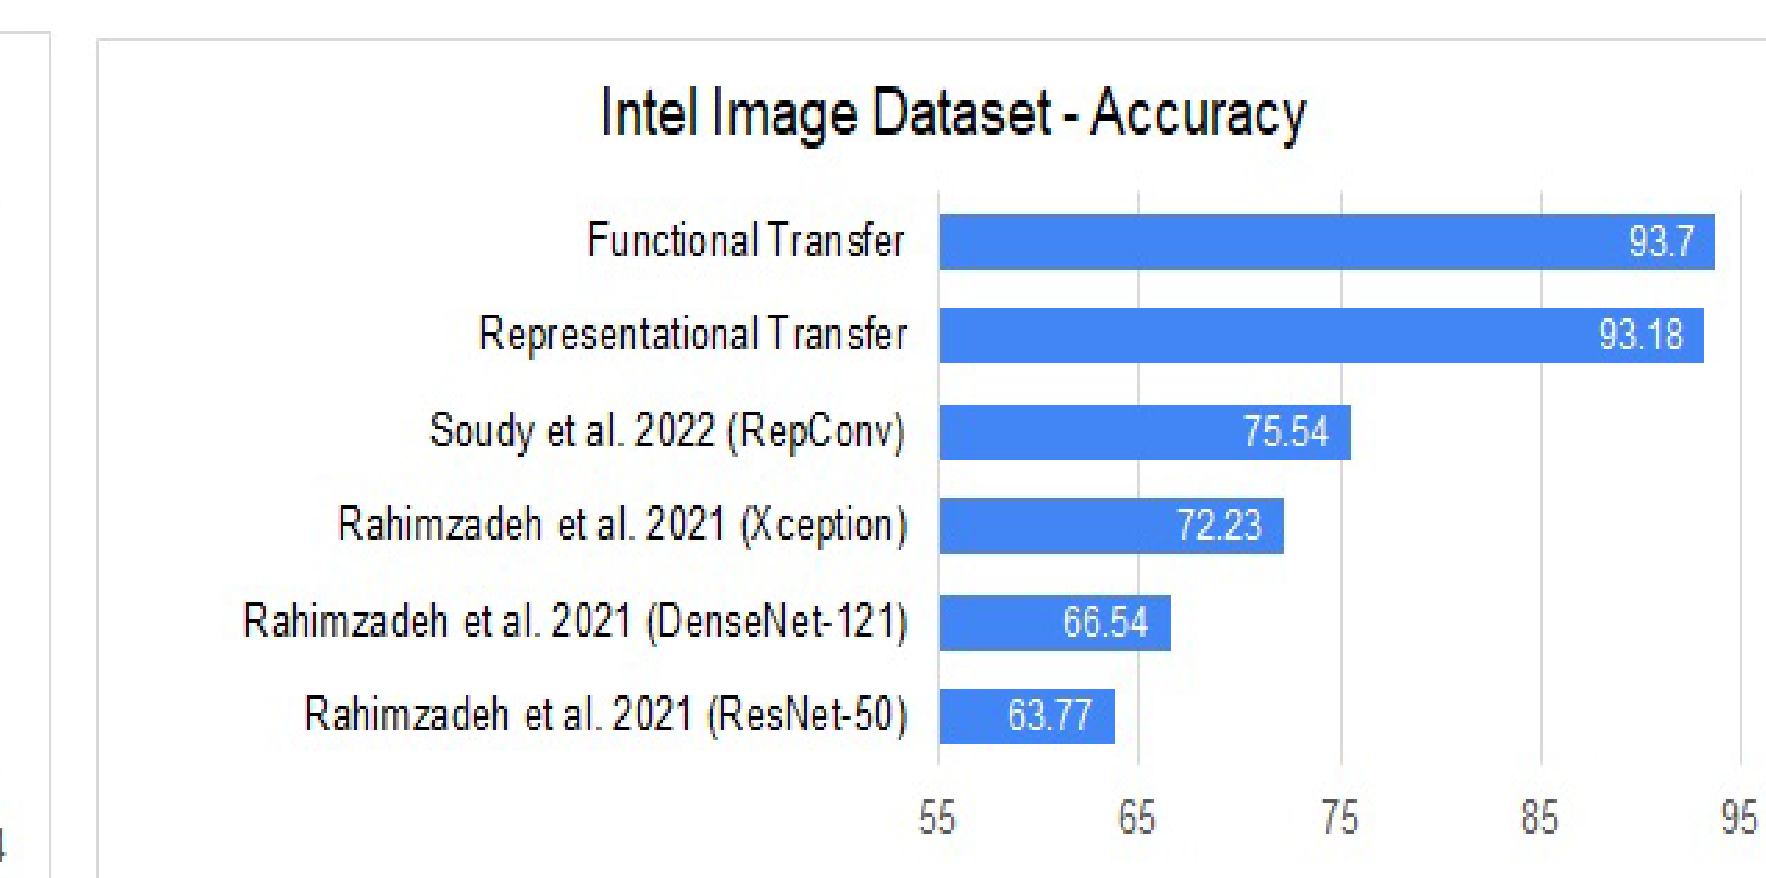 Intel Image Dataset - Accuracy
Functional Transfer 93.7
Representational Transfer 93.18
Soudy et al. 2022 (RepConv) 75.54
Rahimzadeh et al. 2021 (Xception) 72.23
Rahimzadeh et al. 2021 (DenseNet-121) 66.54
Rahimzadeh et al. 2021 (ResNet-50) 63.77
55 65 75 85 95